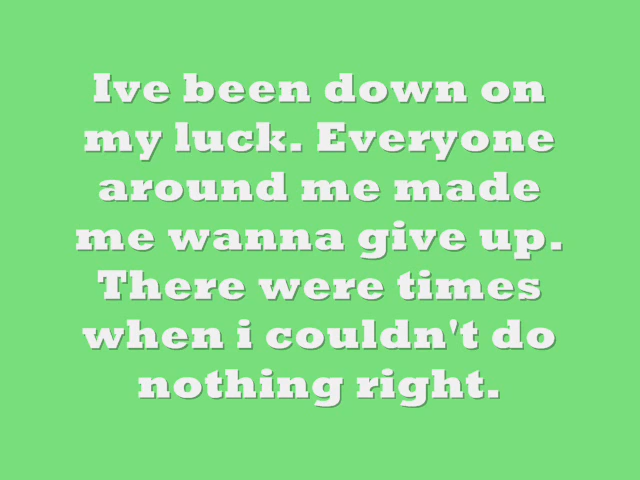 Ive been down on
my luck. Everyone
around me made
me wanna give up.
There were times
when i couldn't do
nothing right.